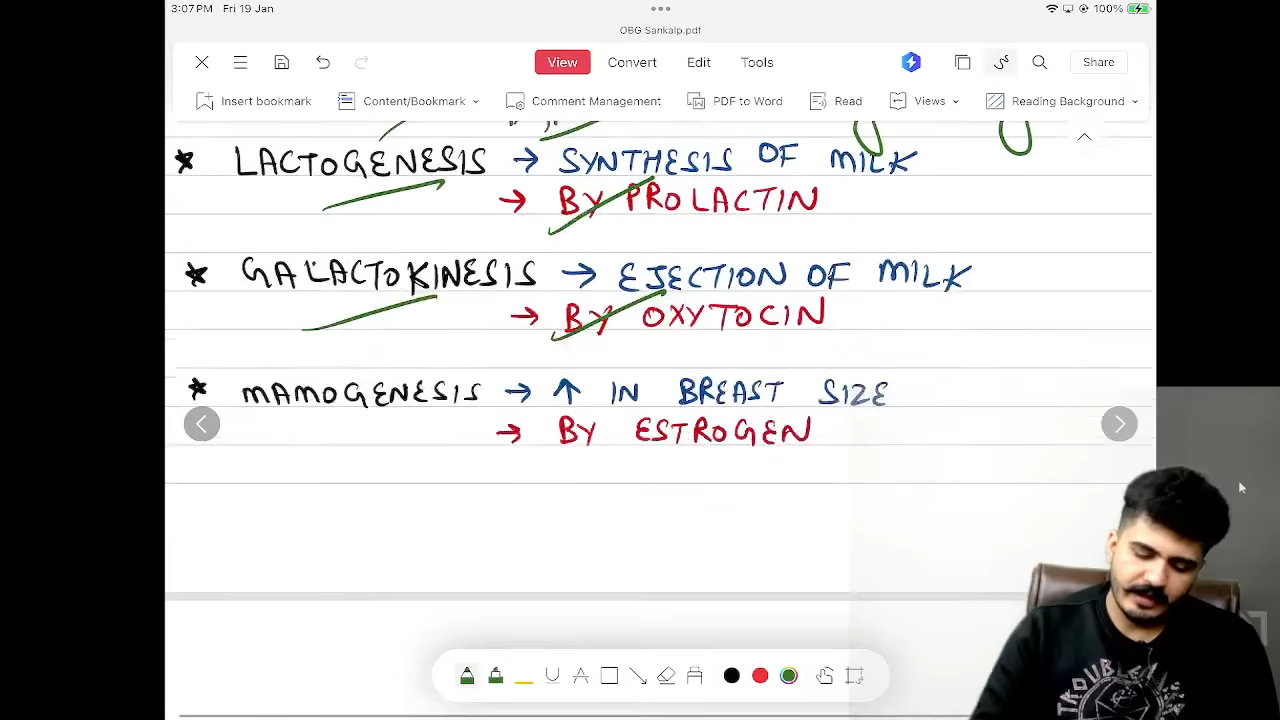 3:07PM Fri 19 Jan
100%
OBG Sankalp.pdf
View Convert Edit Tools
Share
Insert bookmark
Content/Bookmark
Comment Management
PDF to Word
Read
Views
Reading Background
★ LACTOGENESIS → SYNTHESIS OF MILK
→ BY PROLACTIN
★ GALACTOKINESIS → EJECTION OF MILK
→ BY OXYTOCIN
★ MAMOGENESIS → ↑ IN BREAST SIZE
→ BY ESTROGEN